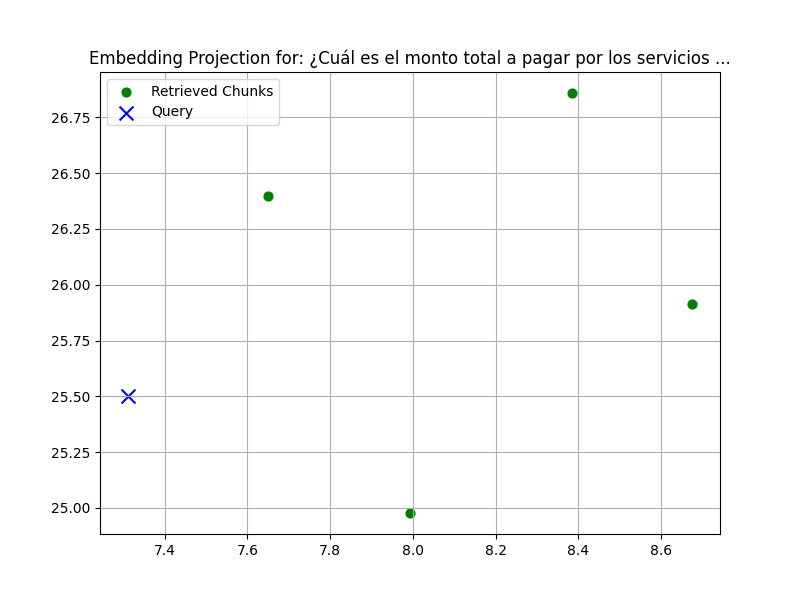 Embedding Projection for: ¿Cuál es el monto total a pagar por los servicios ...
Retrieved Chunks
Query
26.75
26.50
26.25
26.00
25.75
25.50
25.25
25.00
7.4 7.6 7.8 8.0 8.2 8.4 8.6